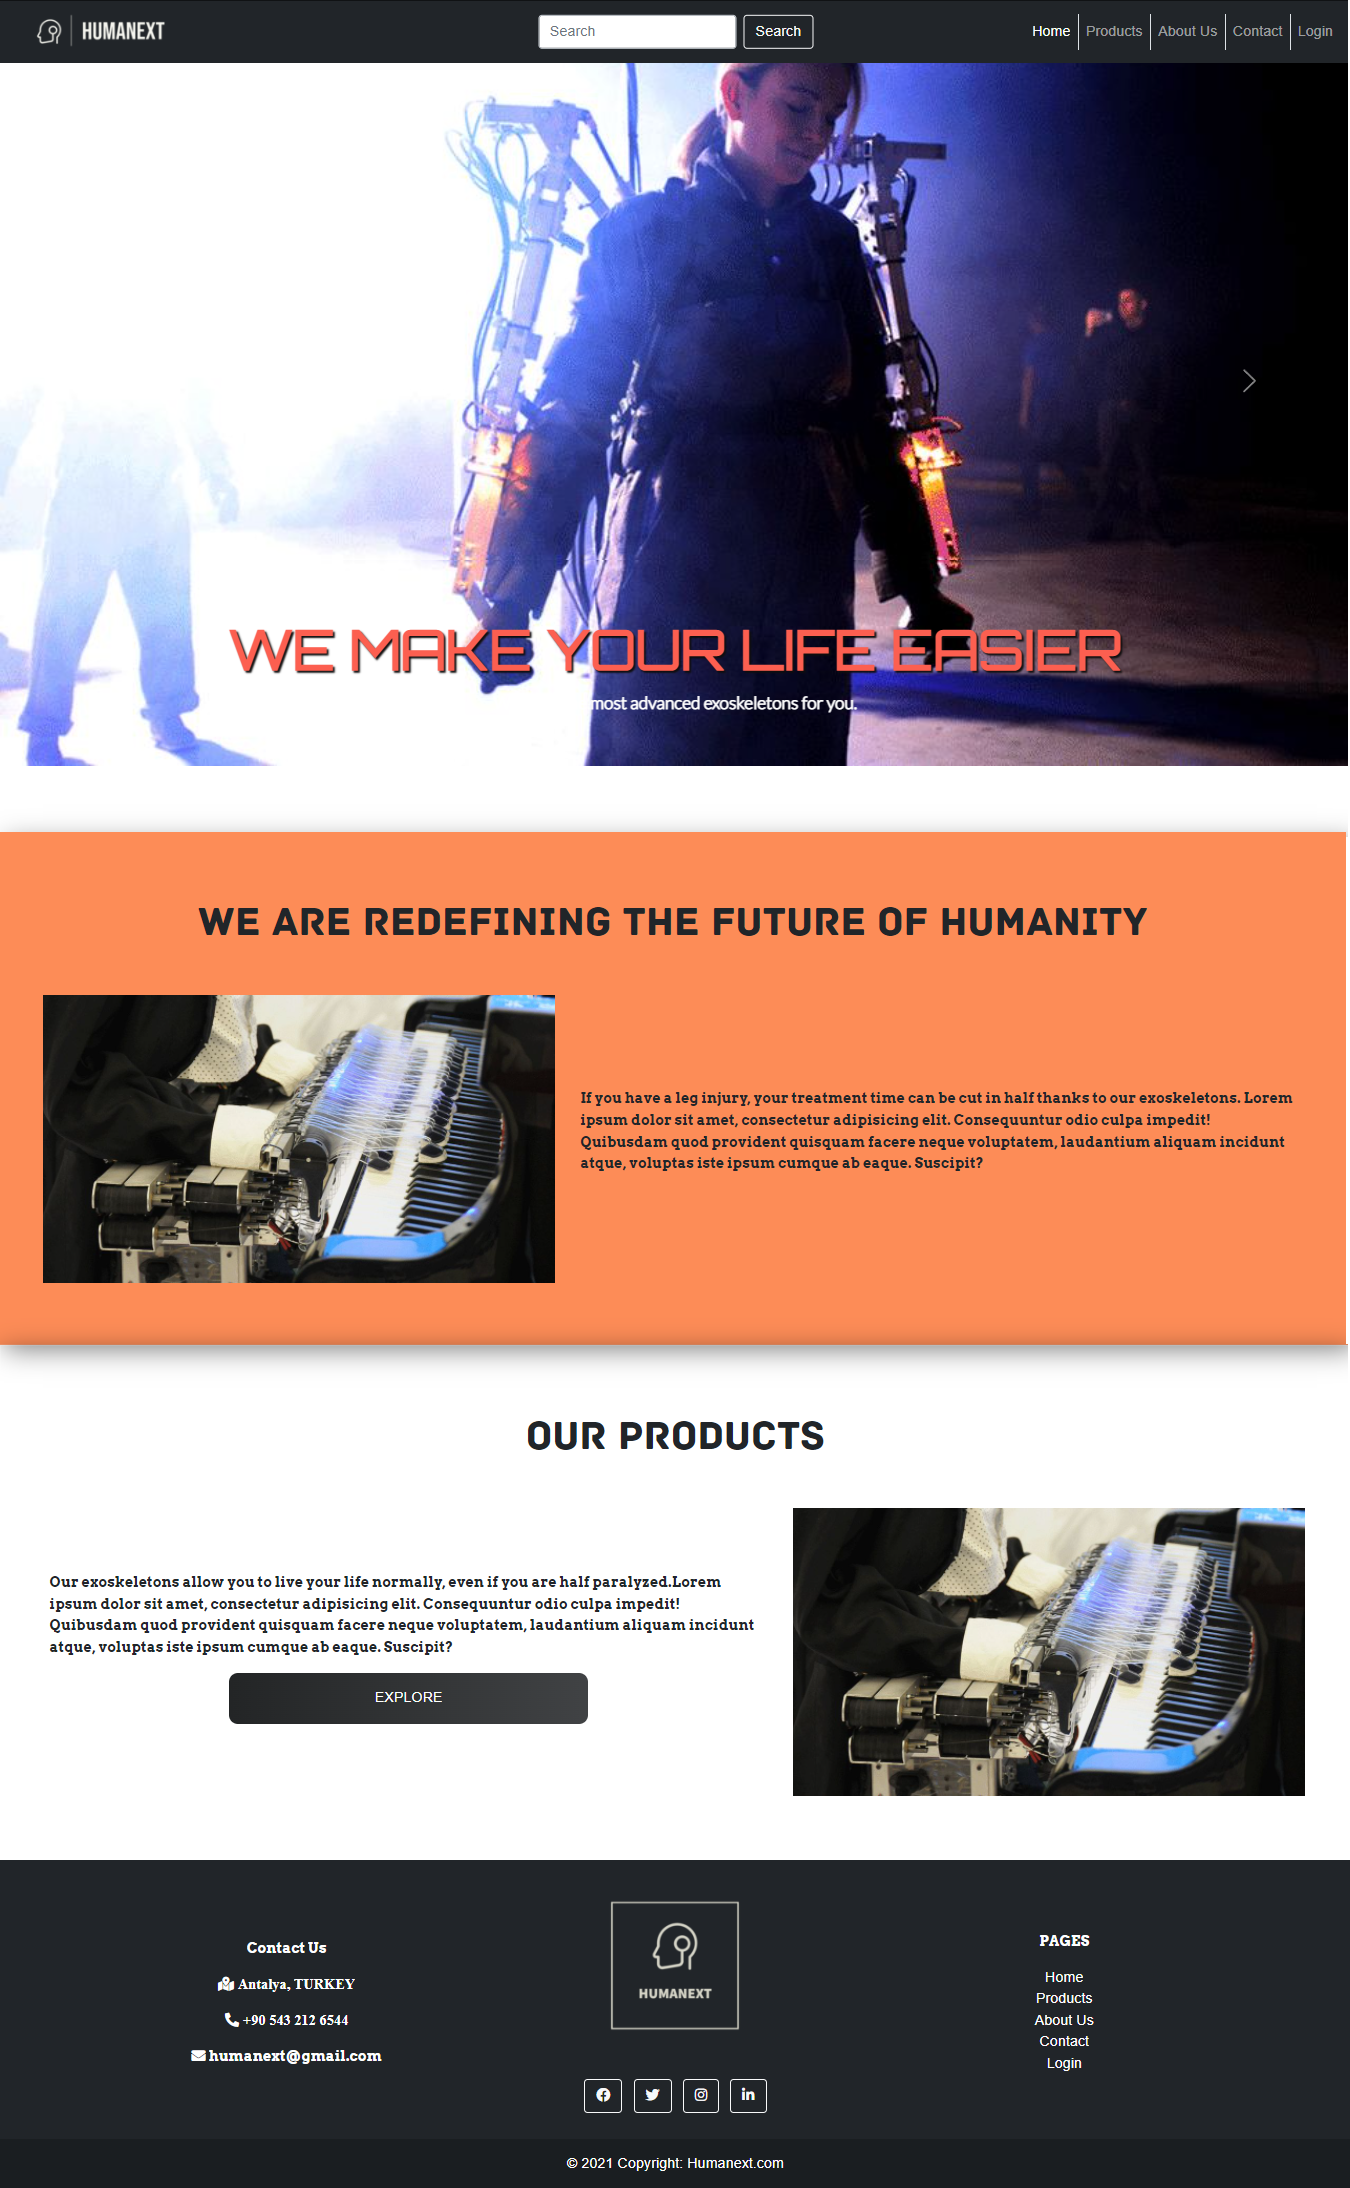 HUMANEXT
Search Search
Home Products About Us Contact Login
WE MAKE YOUR LIFE EASIER
most advanced exoskeletons for you.
WE ARE REDEFINING THE FUTURE OF HUMANITY
If you have a leg injury, your treatment time can be cut in half thanks to our exoskeletons. Lorem
ipsum dolor sit amet, consectetur adipisicing elit. Consequuntur odio culpa impedit!
Quibusdam quod provident quisquam facere neque voluptatem, laudantium aliquam incidunt
atque, voluptas iste ipsum cumque ab eaque. Suscipit?
OUR PRODUCTS
Our exoskeletons allow you to live your life normally, even if you are half paralyzed.Lorem
ipsum dolor sit amet, consectetur adipisicing elit. Consequuntur odio culpa impedit!
Quibusdam quod provident quisquam facere neque voluptatem, laudantium aliquam incidunt
atque, voluptas iste ipsum cumque ab eaque. Suscipit?
EXPLORE
Contact Us
Antalya, TURKEY
+90 543 212 6544
humanext@gmail.com
HUMANEXT
PAGES
Home
Products
About Us
Contact
Login
© 2021 Copyright: Humanext.com